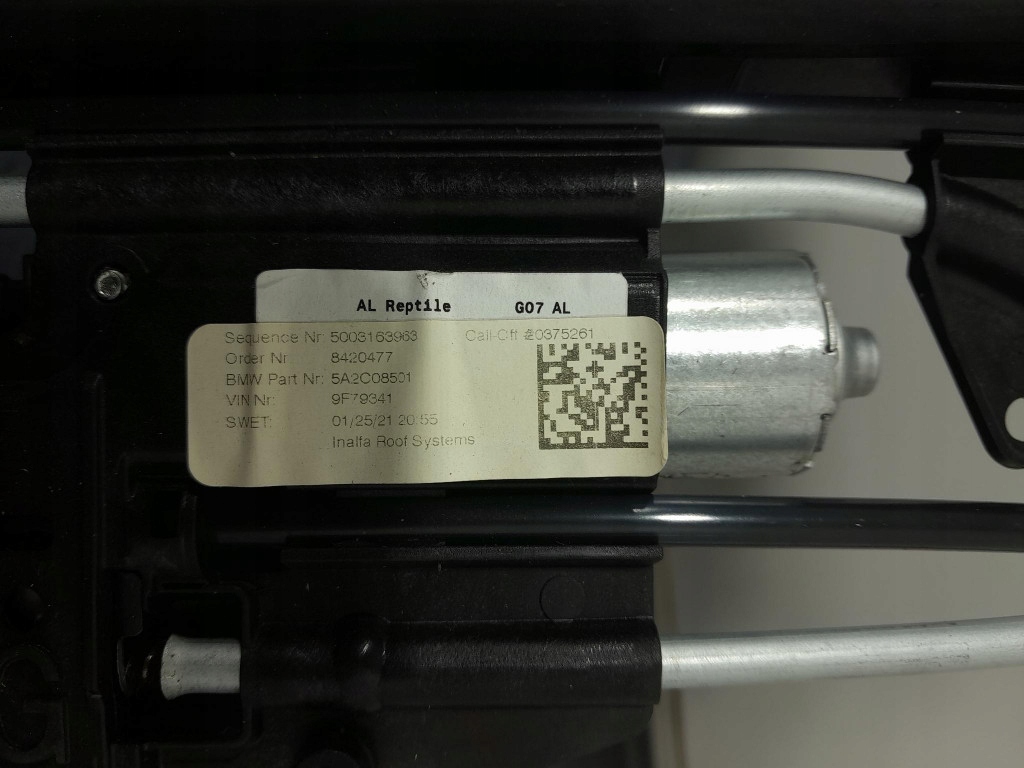 AL Reptile G07 AL
Sequence Nr: 5003163963 Call-Off #20375261
Order Nr 8420477
BMW Part Nr: 5A2C08501
VIN Nr: 9F79341
SWET: 01/25/21 20:55
Inalfa Roof Systems